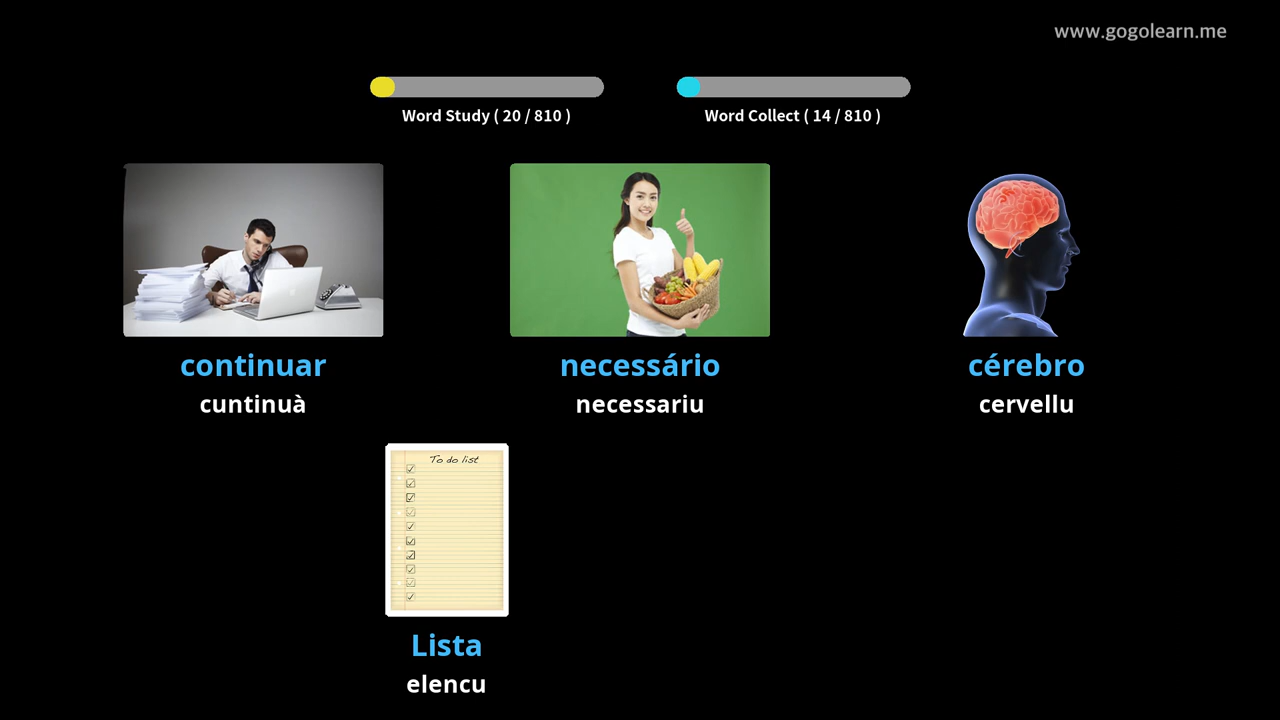 www.gogolearn.me
Word Study ( 20 / 810 )
Word Collect ( 14 / 810 )
continuar
cuntinuà
necessário
necessariu
cérebro
cervellu
To do list
Lista
elencu